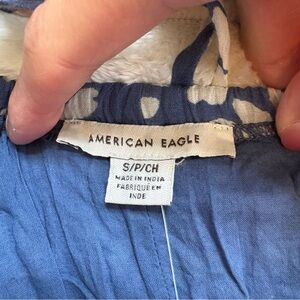 AMERICAN EAGLE
S/P/CH
MADE IN INDIA
FABRIQUÉ EN
INDE